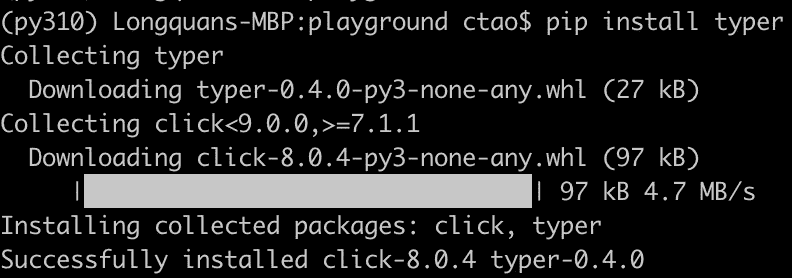 (py310) Longquans-MBP:playground ctao$ pip install typer
Collecting typer
  Downloading typer-0.4.0-py3-none-any.whl (27 kB)
Collecting click<9.0.0,>=7.1.1
  Downloading click-8.0.4-py3-none-any.whl (97 kB)
     |████████████████████████████████| 97 kB 4.7 MB/s
Installing collected packages: click, typer
Successfully installed click-8.0.4 typer-0.4.0